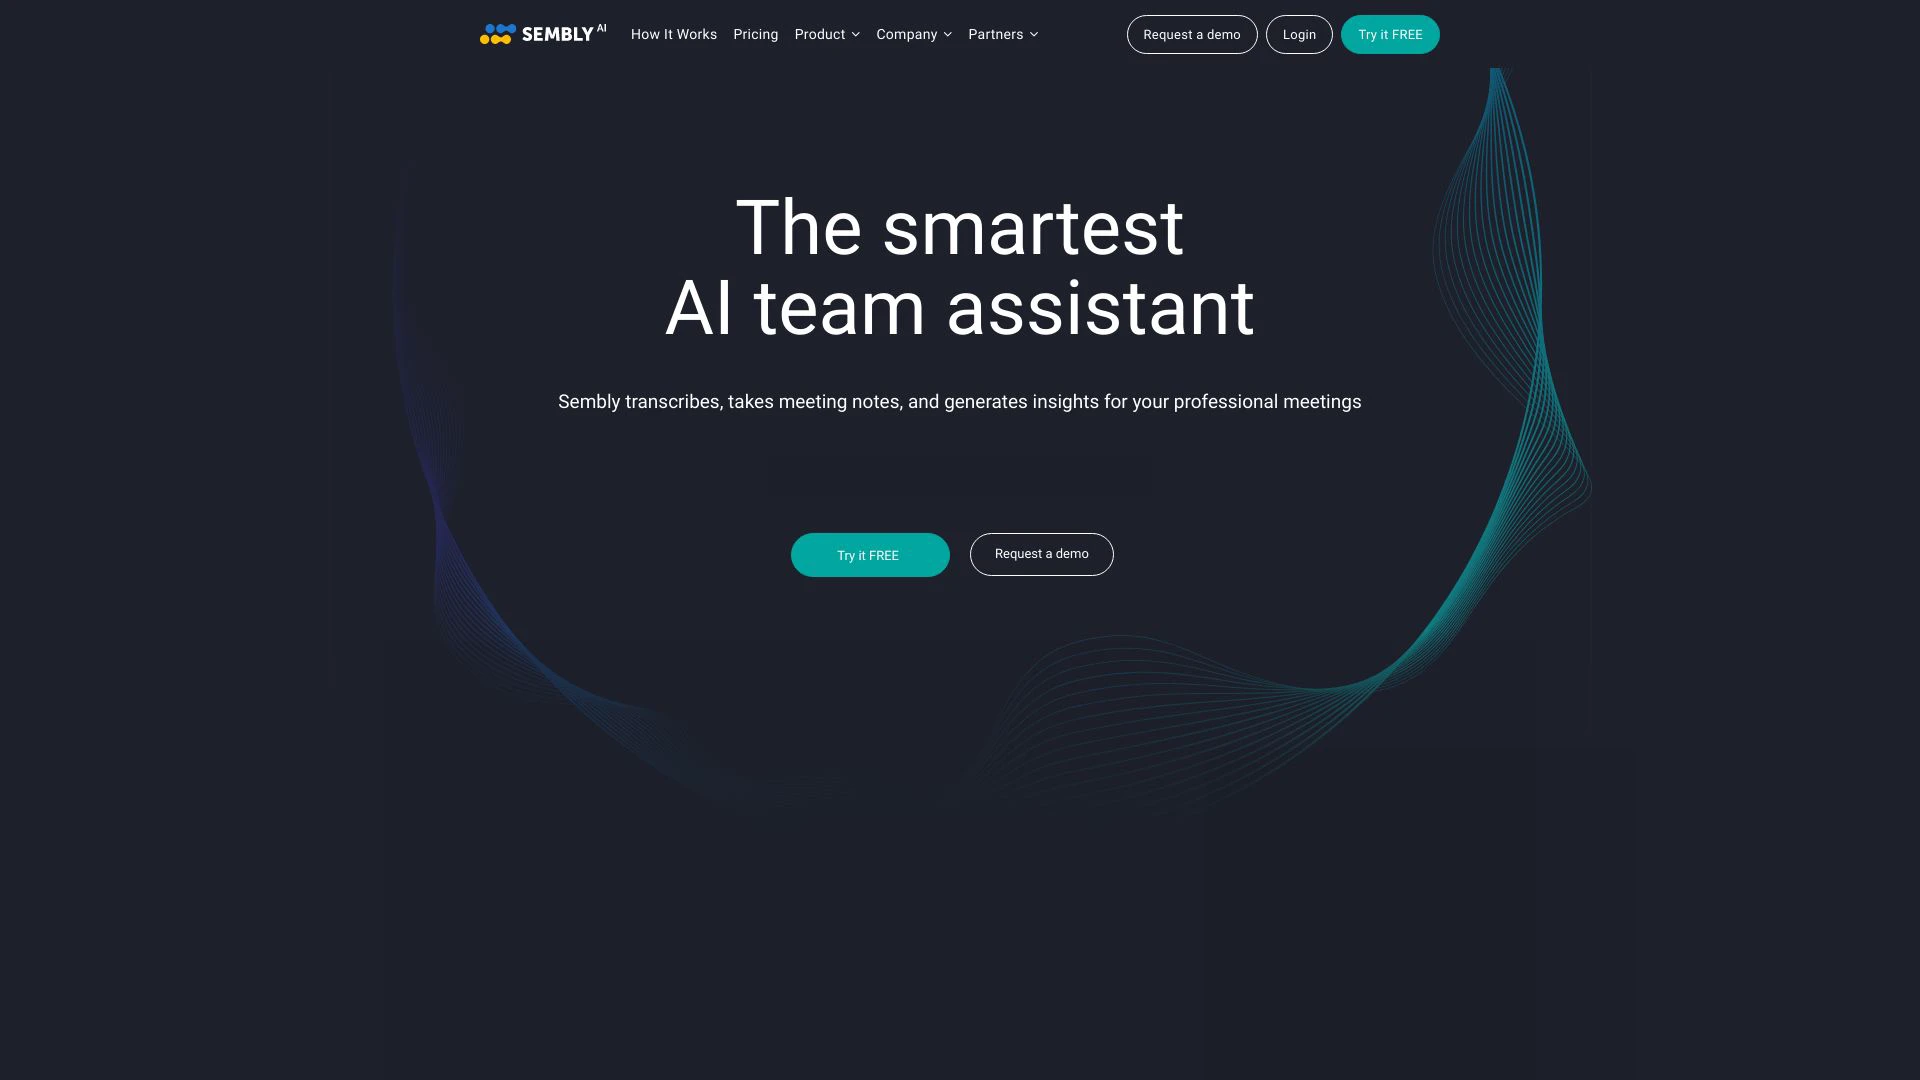 SEMBLY AI
How It Works
Pricing
Product
Company
Partners
Request a demo
Login
Try it FREE
The smartest
AI team assistant
Sembly transcribes, takes meeting notes, and generates insights for your professional meetings
Try it FREE
Request a demo